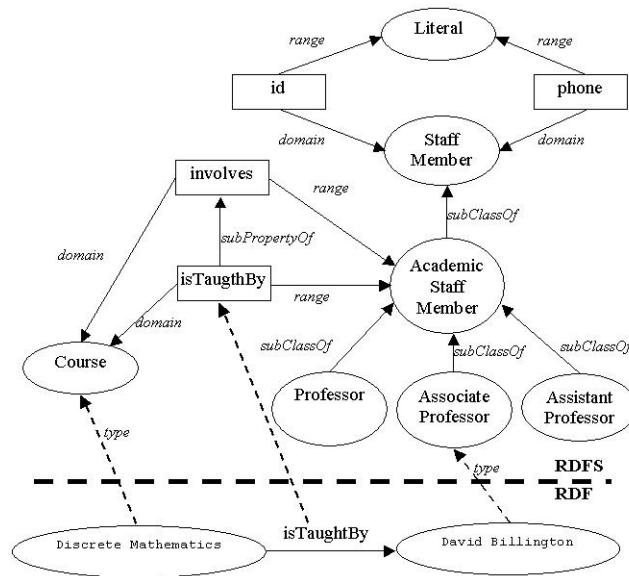 Literal
range
range
id
phone
domain
domain
Staff
Member
involves
range
subClassOf
subPropertyOf
domain
Academic
Staff
Member
isTaugthBy
range
domain
Course
subClassOf
subClassOf
subClassOf
Professor
Associate
Professor
Assistant
Professor
type
type
RDFS
RDF
isTaughtBy
Discrete Mathematics
David Billington